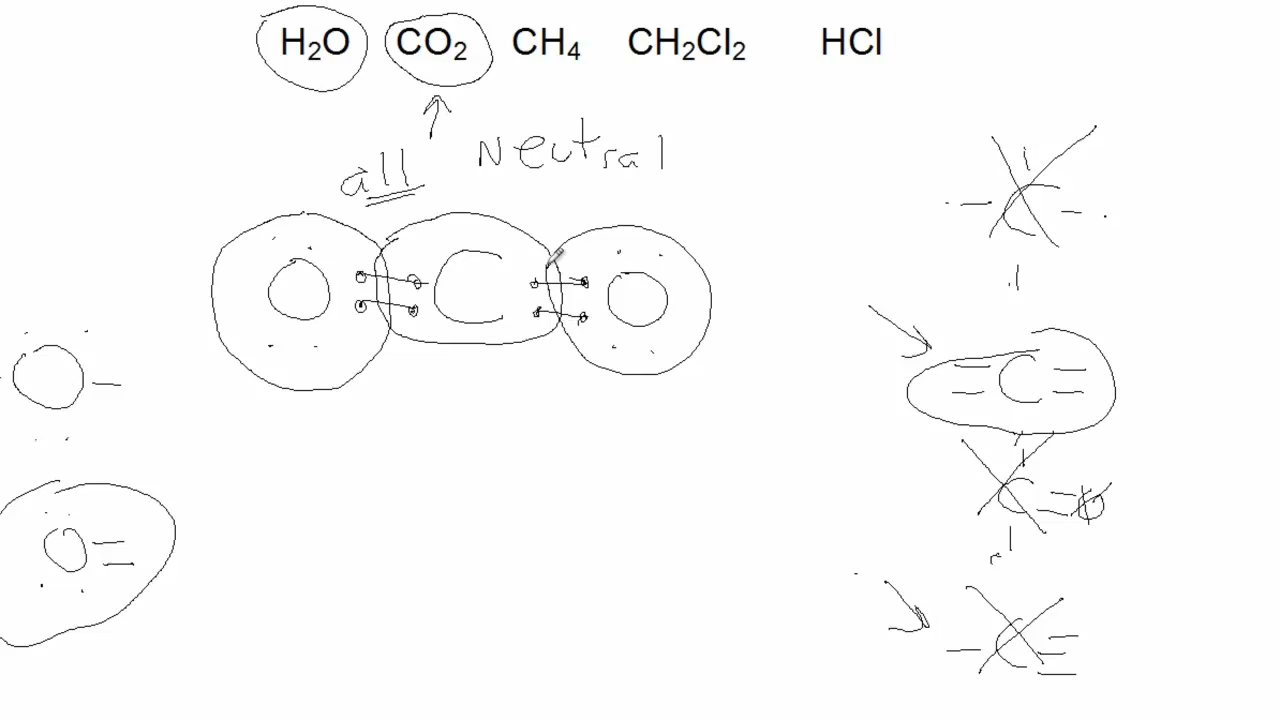 H₂O CO₂ CH₄ CH₂Cl₂ HCl
all Neutral
O C O
C
O
C
C O
O
C